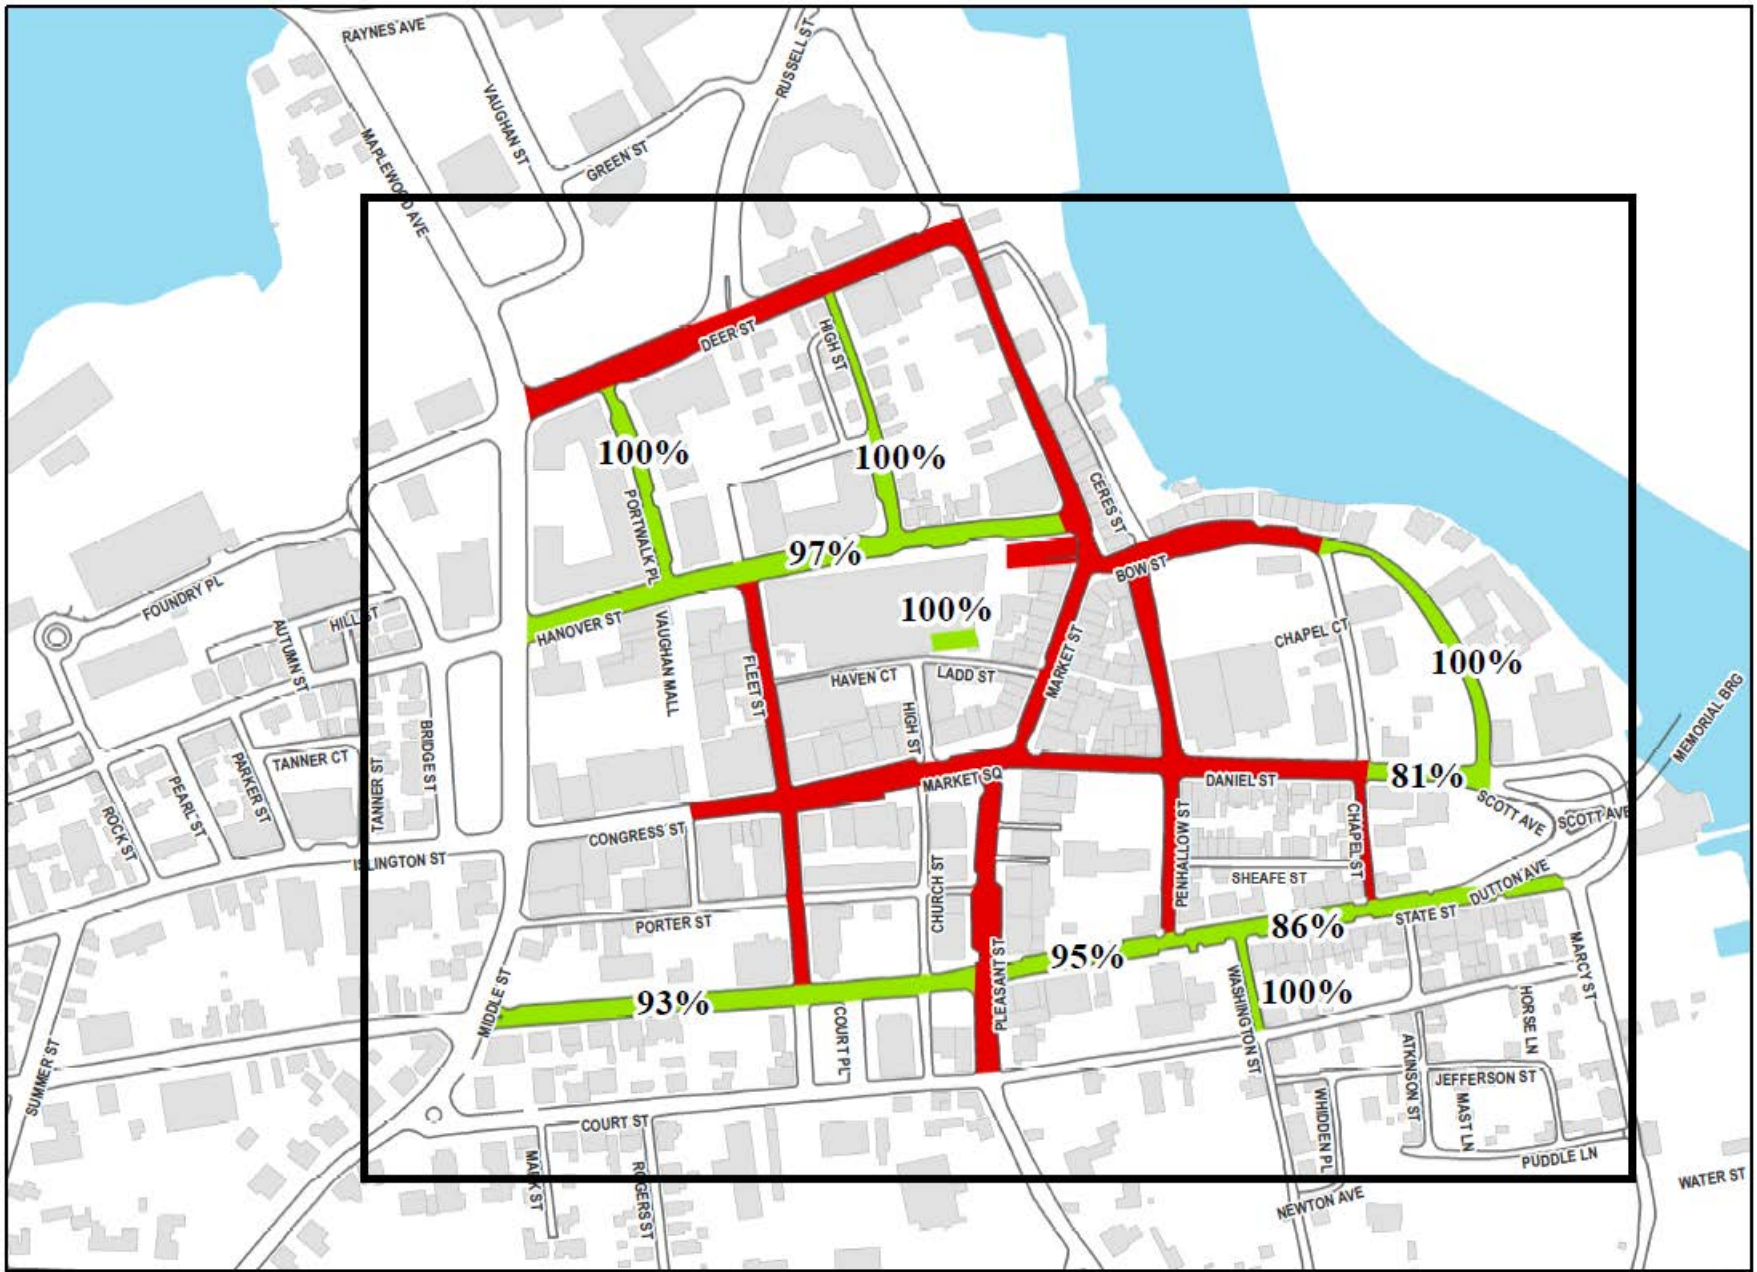 RAYNES AVE
RUSSELL ST
VAUGHAN ST
MAPLEWOOD AVE
GREEN ST
DEER ST
HIGH ST
100%
100%
PORTWALK PL
CERES ST
97%
BOW ST
FOUNDRY PL
HILL ST
AUTUMN ST
HANOVER ST
VAUGHAN MALL
100%
CHAPEL CT
MARKET ST
100%
FLEET ST
HAVEN CT
LADD ST
MEMORIAL BRG
HIGH ST
BRIDGE ST
TANNER CT
PARKER ST
PEARL ST
ROCK ST
TANNER ST
MARKET SQ
DANIEL ST
81%
SCOTT AVE
SCOTT AVE
CONGRESS ST
ISLINGTON ST
PENHALLOW ST
CHAPEL ST
SHEAFE ST
DUTTON AVE
CHURCH ST
PORTER ST
STATE ST
86%
95%
PLEASANT ST
MARCY ST
93%
MIDDLE ST
WASHINGTON ST
100%
HORSE LN
COURT PL
SUMMER ST
ATKINSON ST
JEFFERSON ST
MAST LN
WHIDDEN PL
COURT ST
PUDDLE LN
MARK ST
ROGERS ST
WATER ST
NEWTON AVE